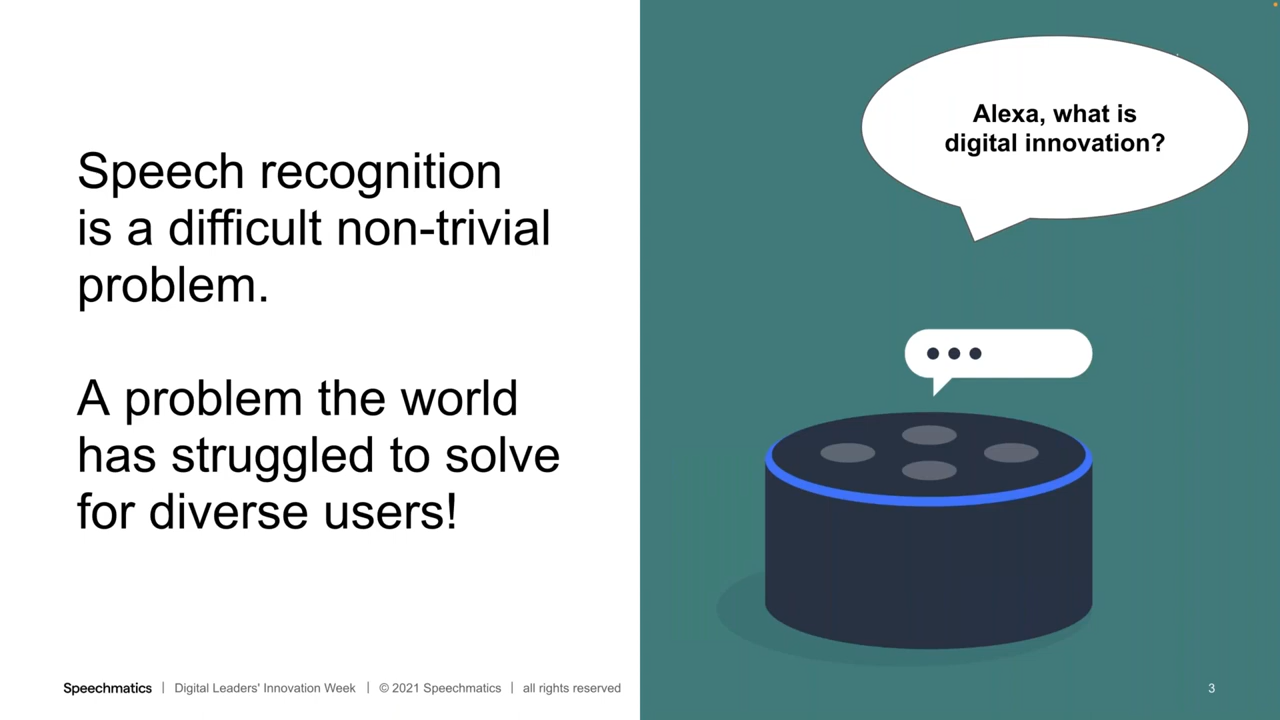 Speech recognition
is a difficult non-trivial
problem.
A problem the world
has struggled to solve
for diverse users!
Alexa, what is
digital innovation?
Speechmatics | Digital Leaders' Innovation Week | © 2021 Speechmatics | all rights reserved
3